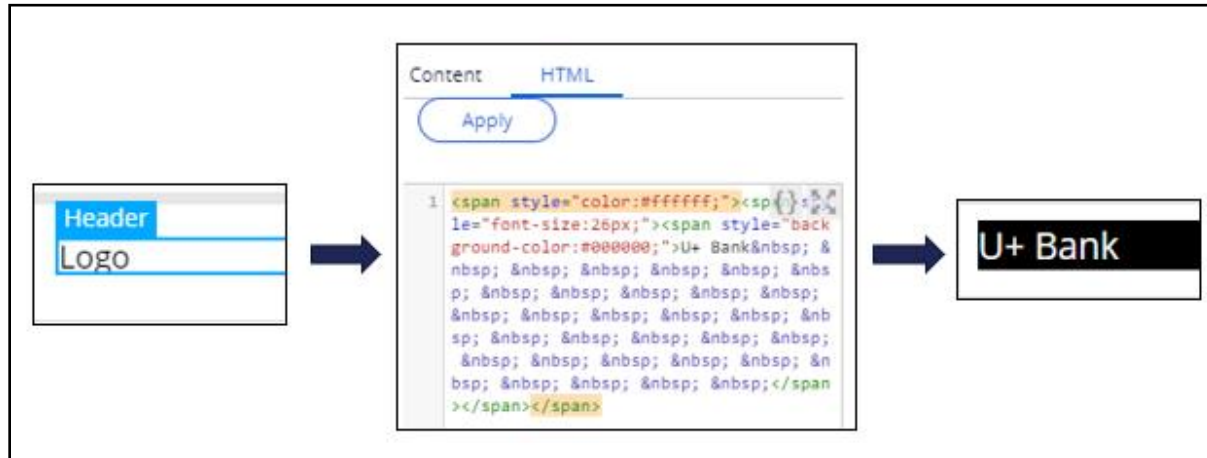 Content HTML
Apply
Header
Logo
1 <span style="color:#ffffff;"><sp{} s
le="font-size:26px;"><span style="back
ground-color:#000000;">U+ Bank&nbsp; &
nbsp; &nbsp; &nbsp; &nbsp; &nbsp; &nbs
p; &nbsp; &nbsp; &nbsp; &nbsp; &nbsp;
&nbsp; &nbsp; &nbsp; &nbsp; &nbsp; &nb
sp; &nbsp; &nbsp; &nbsp; &nbsp; &nbsp;
&nbsp; &nbsp; &nbsp; &nbsp; &nbsp; &n
bsp; &nbsp; &nbsp; &nbsp; &nbsp;</span
></span></span>
U+ Bank